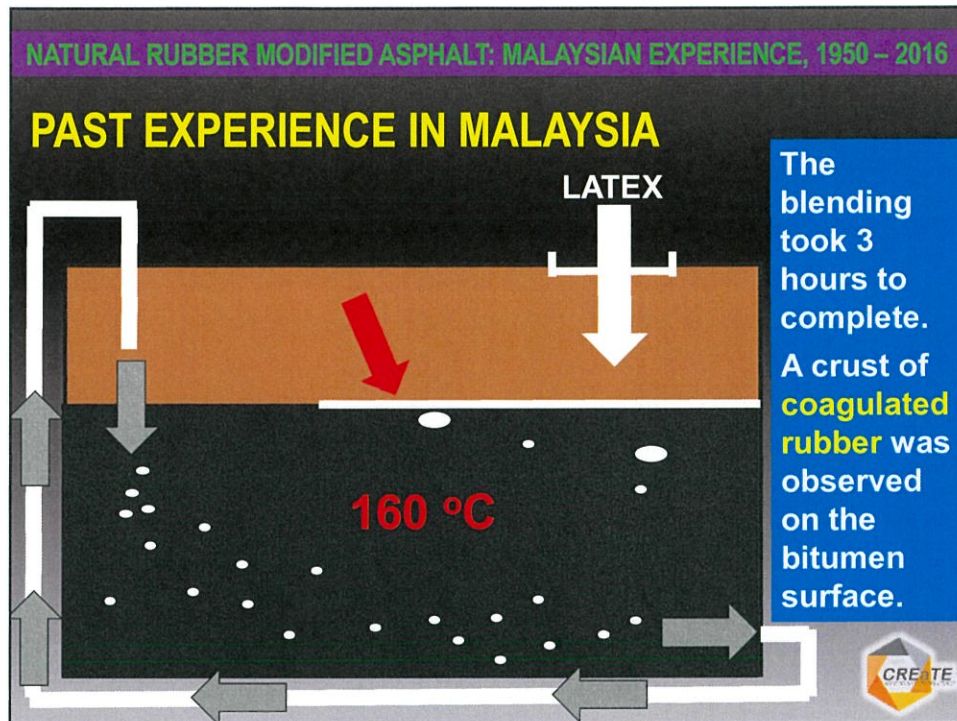 NATURAL RUBBER MODIFIED ASPHALT: MALAYSIAN EXPERIENCE, 1950 – 2016
PAST EXPERIENCE IN MALAYSIA
LATEX
160 °C
The
blending
took 3
hours to
complete.
A crust of
coagulated
rubber was
observed
on the
bitumen
surface.
CREaTE